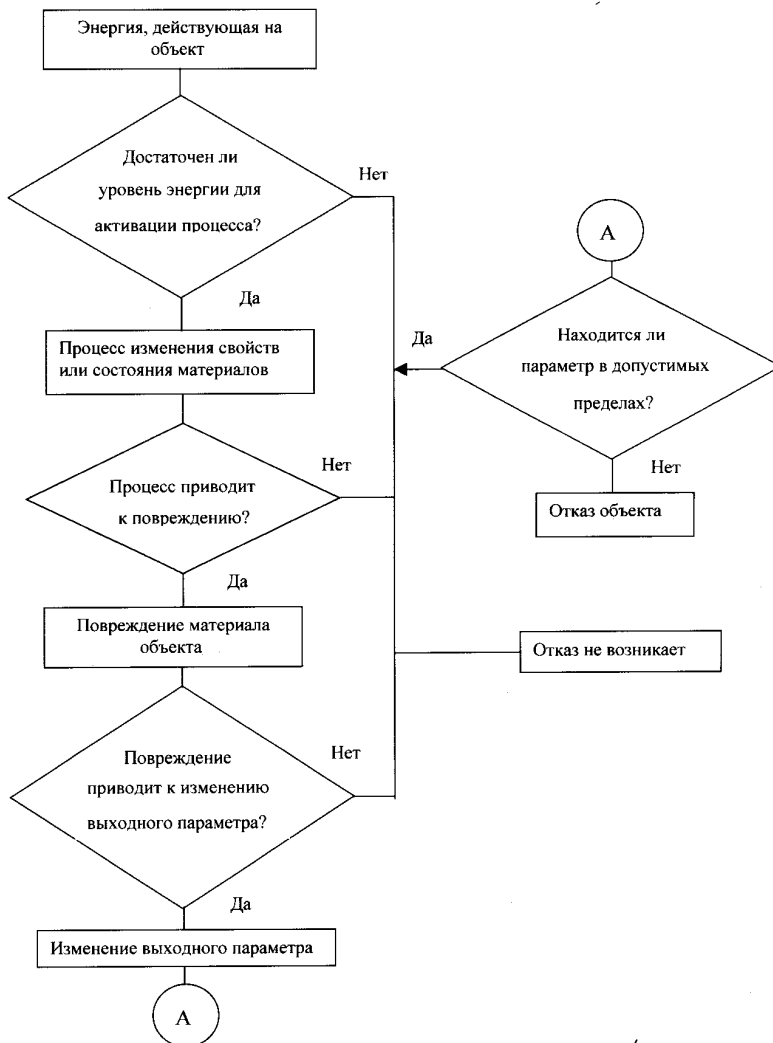 Энергия, действующая на
объект
Достаточен ли
уровень энергии для
активации процесса?
Нет
Да
Процесс изменения свойств
или состояния материалов
Процесс приводит
к повреждению?
Нет
Да
Повреждение материала
объекта
Повреждение
приводит к изменению
выходного параметра?
Нет
Да
Изменение выходного параметра
А
А
Находится ли
параметр в допустимых
пределах?
Да
Нет
Отказ объекта
Отказ не возникает